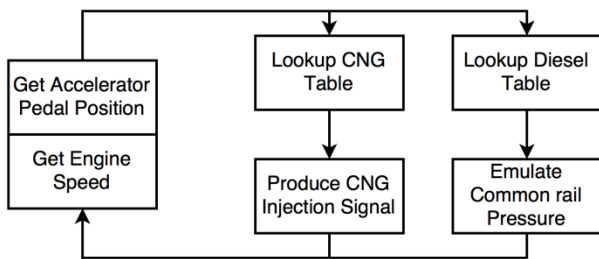 Get Accelerator
Pedal Position
Get Engine
Speed
Lookup CNG
Table
Produce CNG
Injection Signal
Lookup Diesel
Table
Emulate
Common rail
Pressure